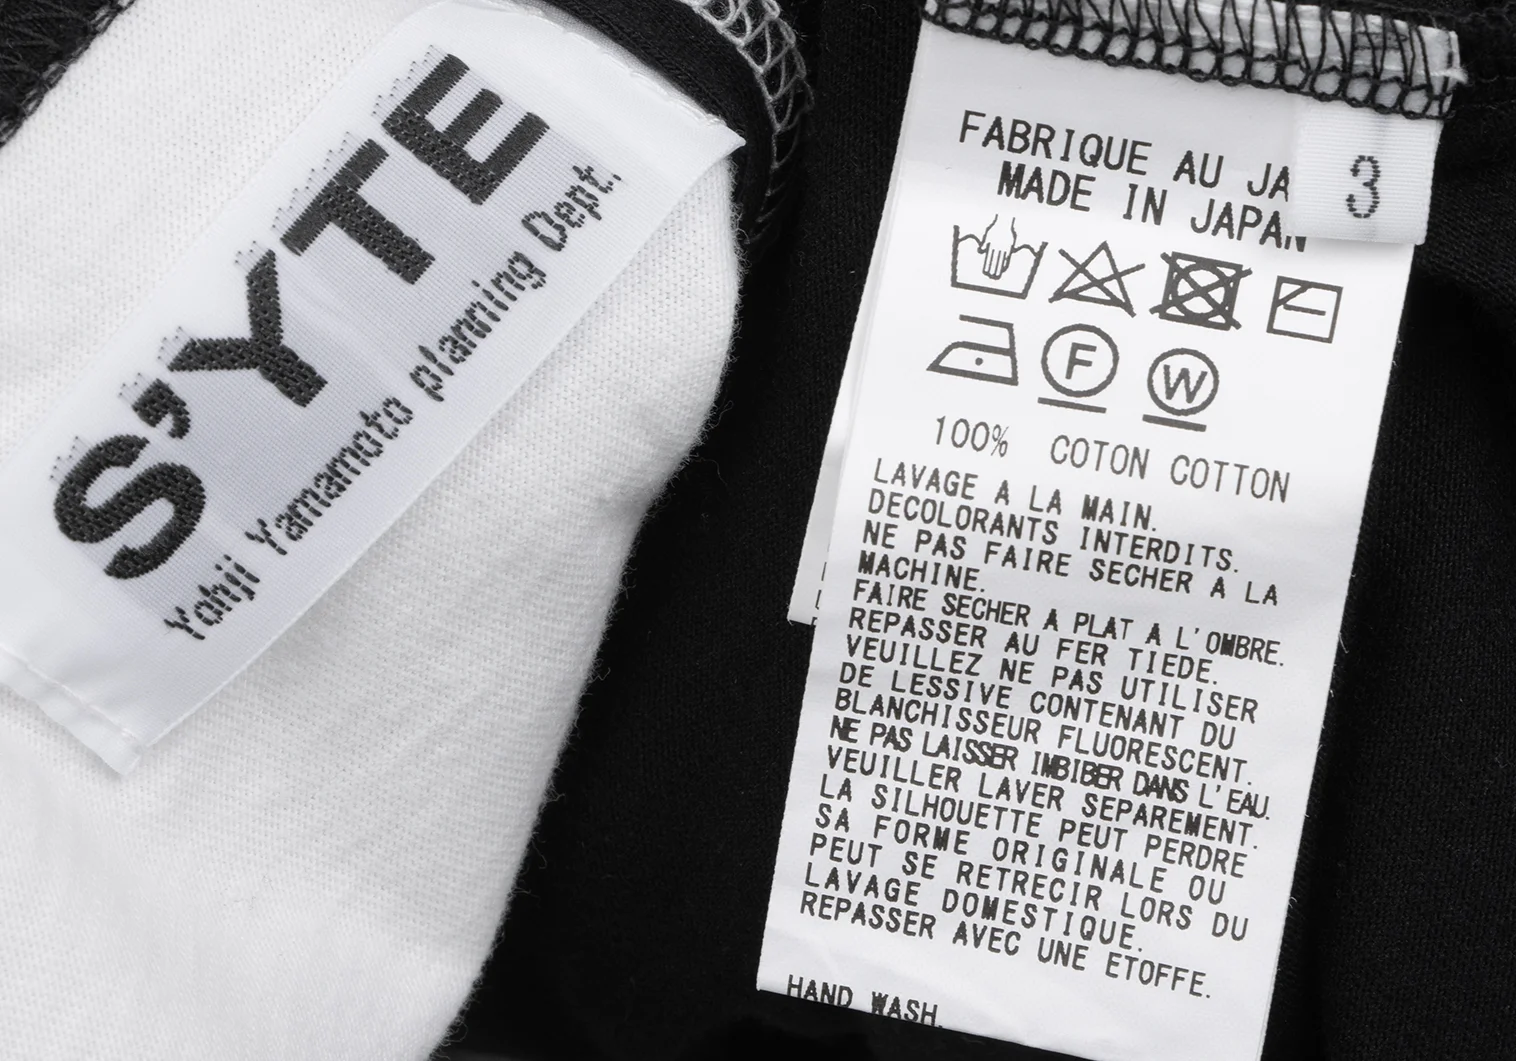 S'YTE
Yohji Yamamoto planning Dept.
FABRIQUE AU JA
MADE IN JAPAN
3
F
W
100% COTON COTTON
LAVAGE A LA MAIN.
DECOLORANTS INTERDITS.
NE PAS FAIRE SECHER A LA
MACHINE.
FAIRE SECHER A PLAT A L'OMBRE.
REPASSER AU FER TIEDE.
VEUILLEZ NE PAS UTILISER
DE LESSIVE CONTENANT DU
BLANCHISSEUR FLUORESCENT.
NE PAS LAISSER IMBIBER DANS L'EAU.
VEUILLER LAVER SEPAREMENT.
LA SILHOUETTE PEUT PERDRE
SA FORME ORIGINALE OU
PEUT SE RETRECIR LORS DU
LAVAGE DOMESTIQUE.
REPASSER AVEC UNE ETOFFE.
HAND WASH.